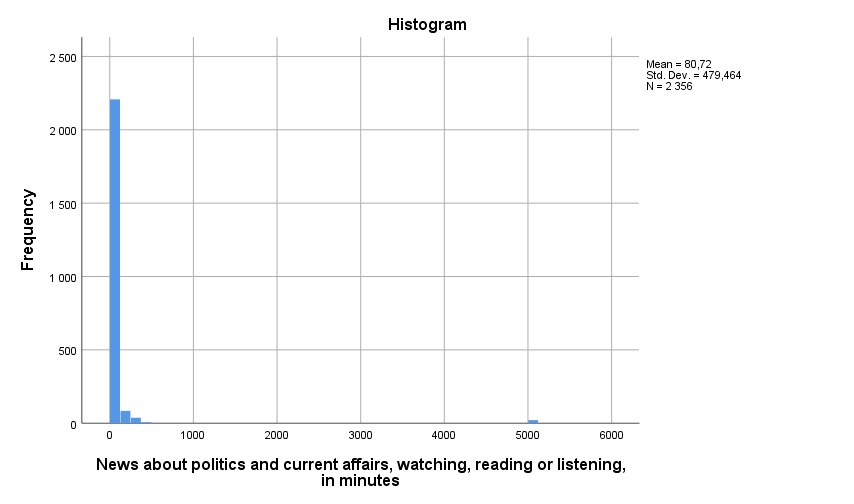 Histogram
Mean = 80,72
Std. Dev. = 479,464
N = 2 356
2 500
2 000
1 500
1 000
500
0
Frequency
0 1000 2000 3000 4000 5000 6000
News about politics and current affairs, watching, reading or listening,
in minutes